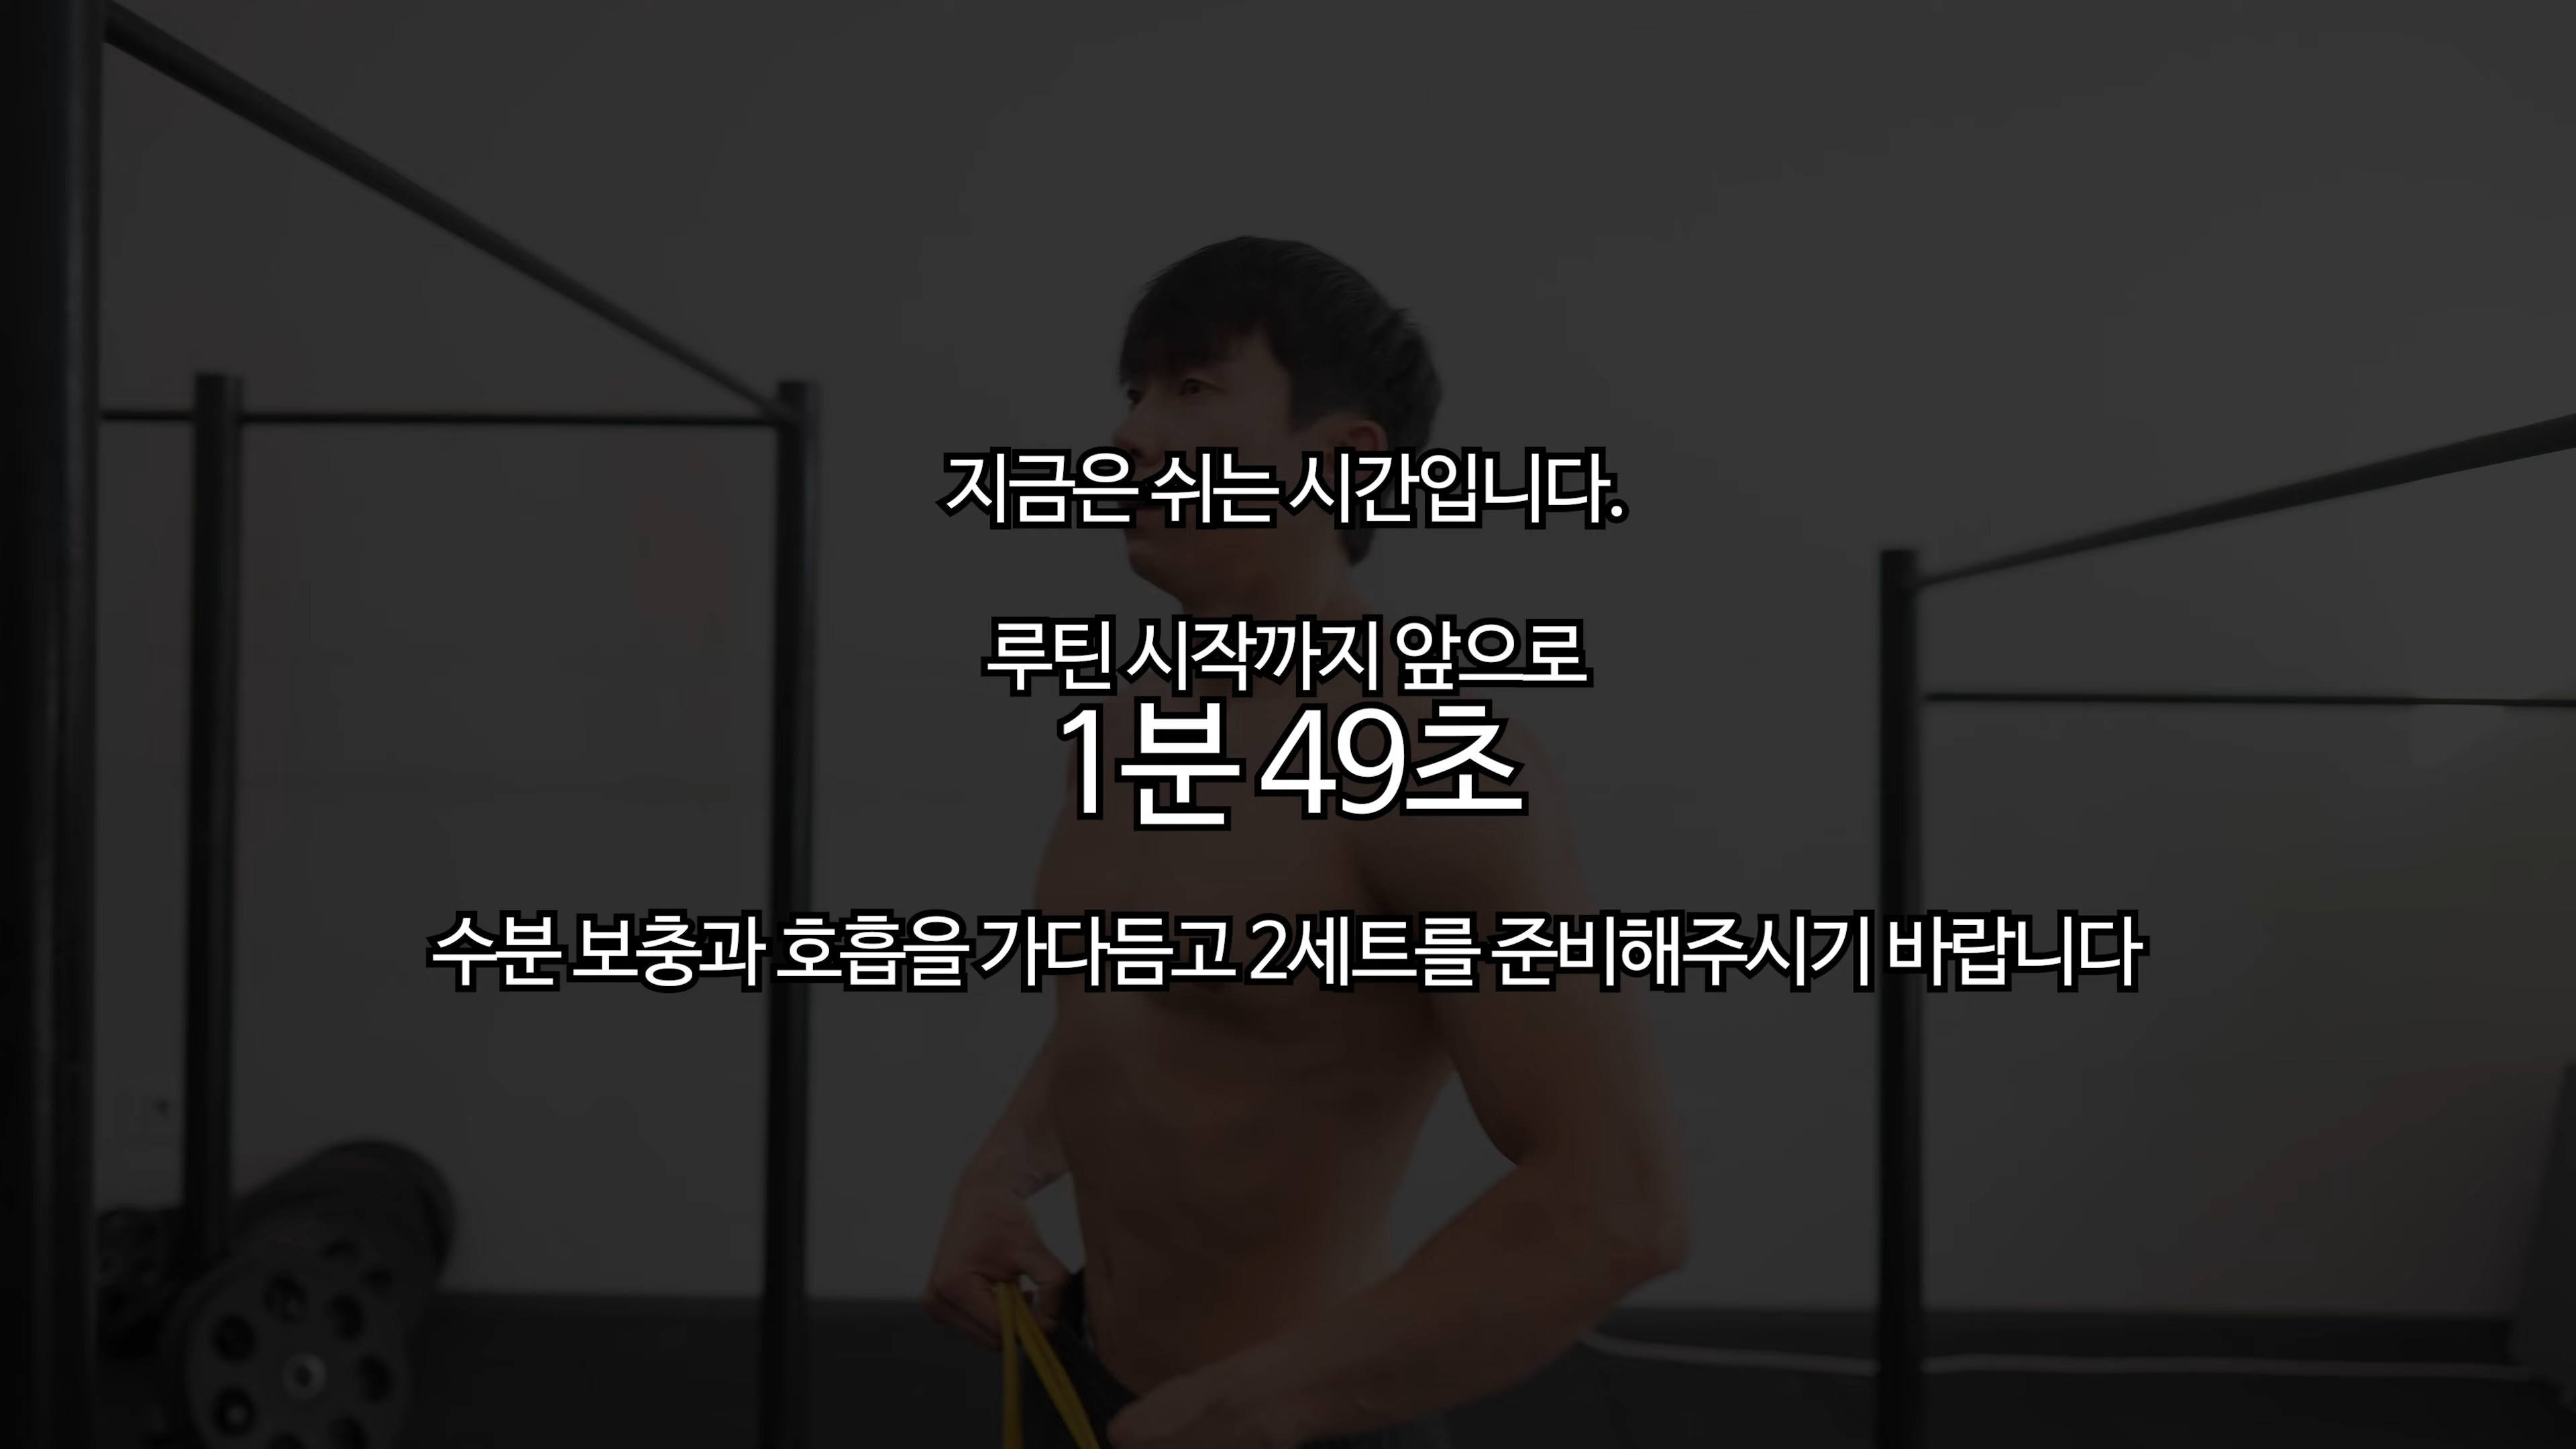 지금은 쉬는 시간입니다.
루틴 시작까지 앞으로
1분 49초
수분 보충과 호흡을 가다듬고 2세트를 준비해주시기 바랍니다